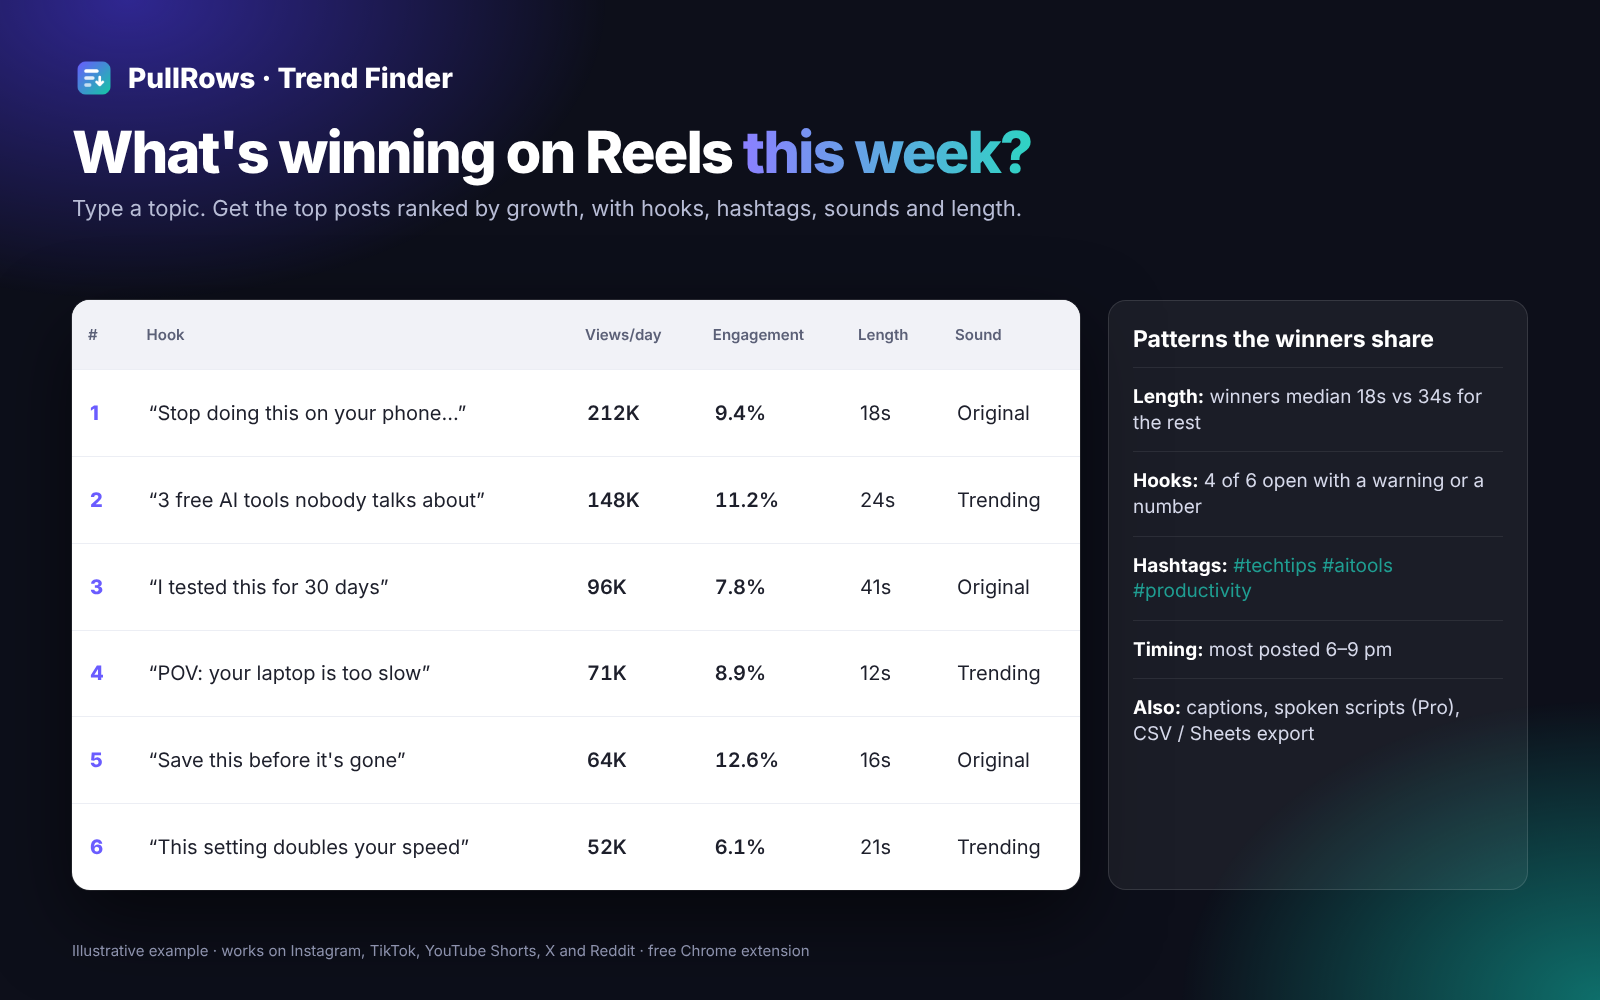 PullRows · Trend Finder
What's winning on Reels this week?
Type a topic. Get the top posts ranked by growth, with hooks, hashtags, sounds and length.
# Hook Views/day Engagement Length Sound
1 “Stop doing this on your phone…” 212K 9.4% 18s Original
2 “3 free AI tools nobody talks about” 148K 11.2% 24s Trending
3 “I tested this for 30 days” 96K 7.8% 41s Original
4 “POV: your laptop is too slow” 71K 8.9% 12s Trending
5 “Save this before it's gone” 64K 12.6% 16s Original
6 “This setting doubles your speed” 52K 6.1% 21s Trending
Patterns the winners share
Length: winners median 18s vs 34s for
the rest
Hooks: 4 of 6 open with a warning or a
number
Hashtags: #techtips #aitools
#productivity
Timing: most posted 6–9 pm
Also: captions, spoken scripts (Pro),
CSV / Sheets export
Illustrative example · works on Instagram, TikTok, YouTube Shorts, X and Reddit · free Chrome extension